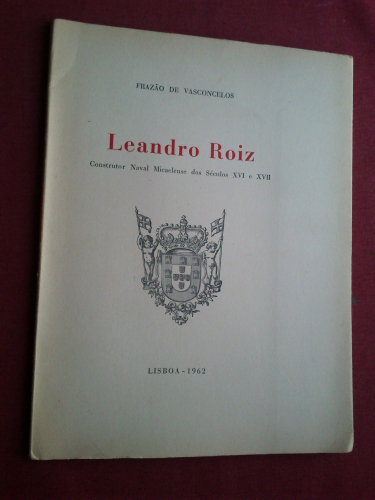 FRAZÃO DE VASCONCELOS
Leandro Roiz
Construtor Naval Micaelense dos Séculos XVI e XVII
LISBOA - 1962